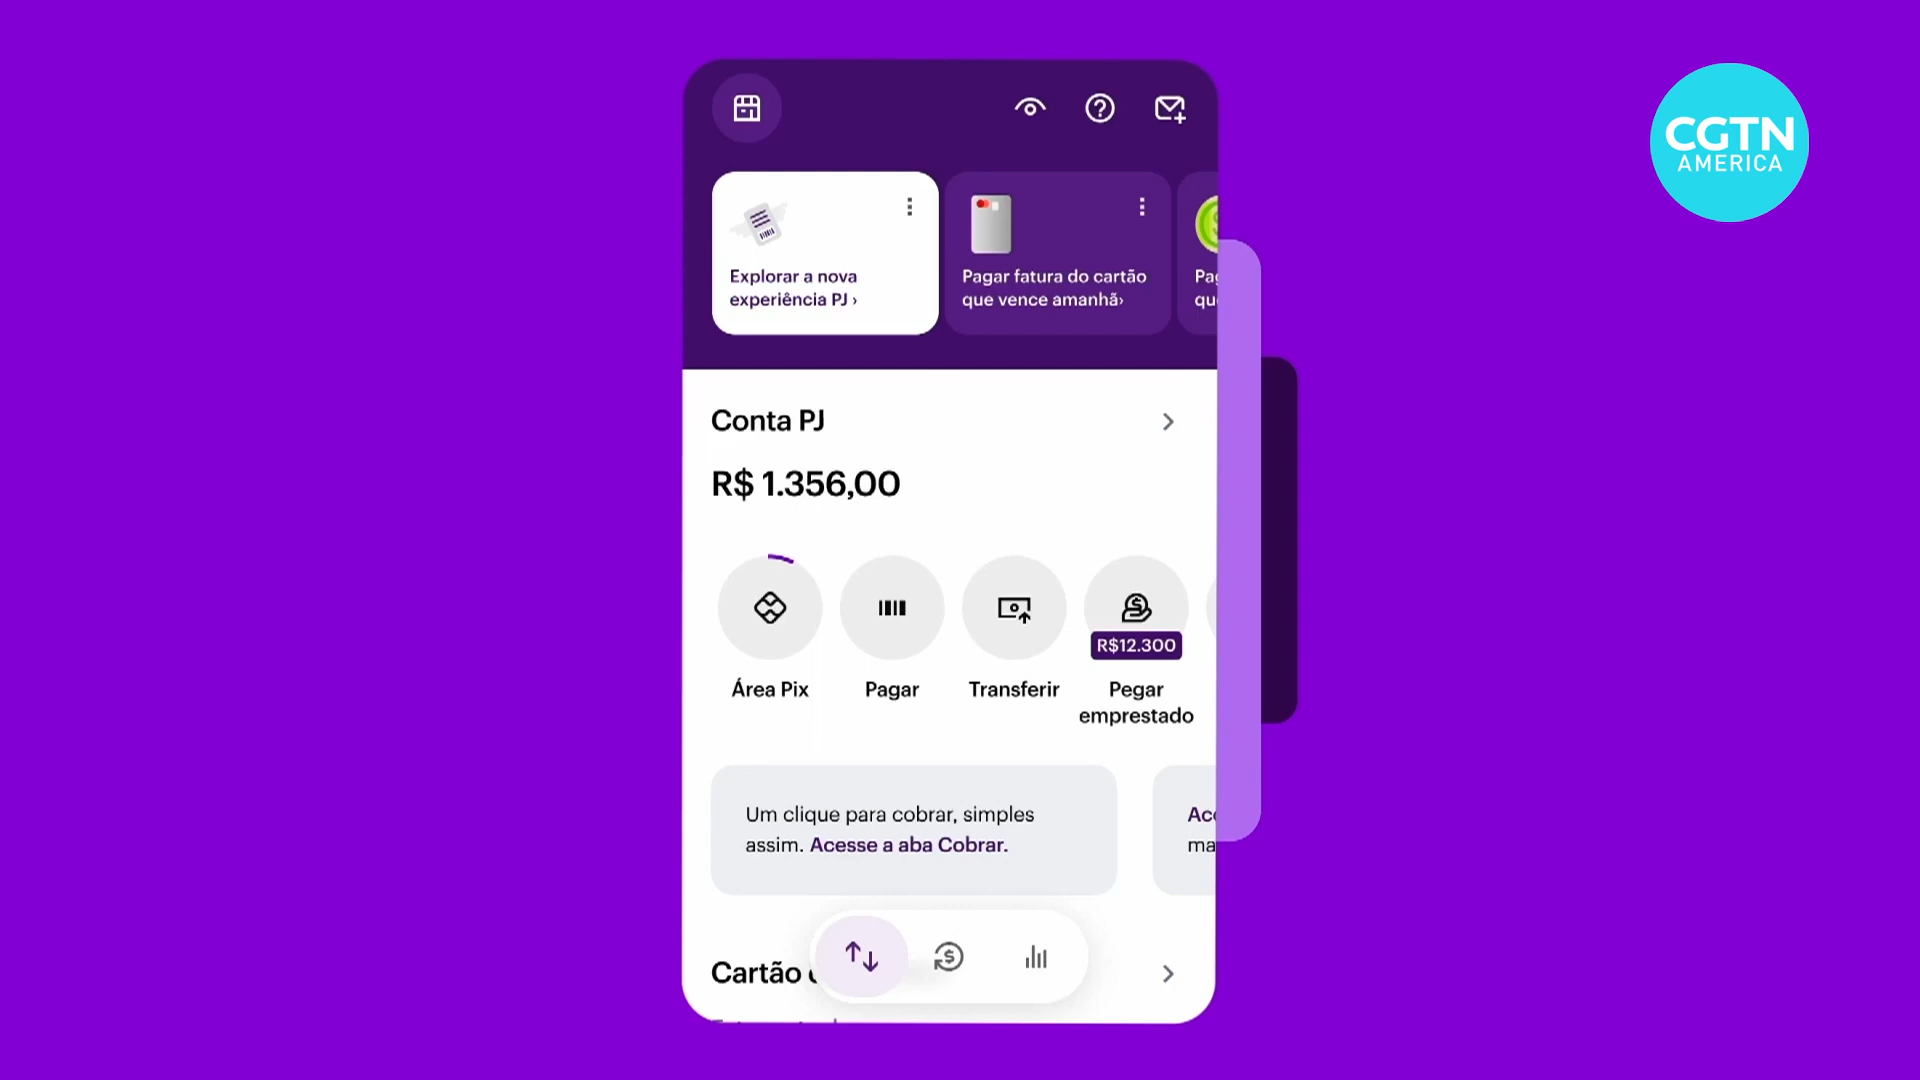 CGTN
AMERICA
Explorar a nova
experiência PJ ›
Pagar fatura do cartão
que vence amanhã›
Conta PJ
R$ 1.356,00
R$12.300
Área Pix
Pagar
Transferir
Pegar
emprestado
Um clique para cobrar, simples
assim. Acesse a aba Cobrar.
Cartão